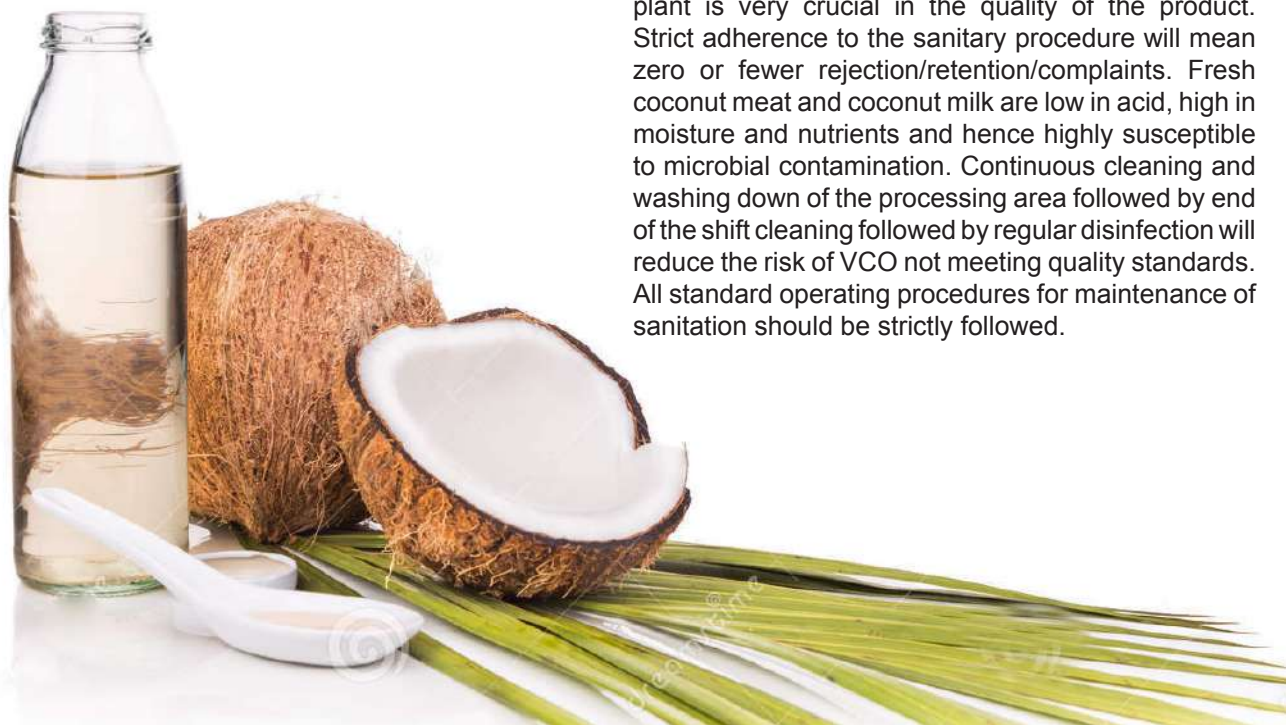 plant is very crucial in the quality of the product.
Strict adherence to the sanitary procedure will mean
zero or fewer rejection/retention/complaints. Fresh
coconut meat and coconut milk are low in acid, high in
moisture and nutrients and hence highly susceptible
to microbial contamination. Continuous cleaning and
washing down of the processing area followed by end
of the shift cleaning followed by regular disinfection will
reduce the risk of VCO not meeting quality standards.
All standard operating procedures for maintenance of
sanitation should be strictly followed.
dreamstime